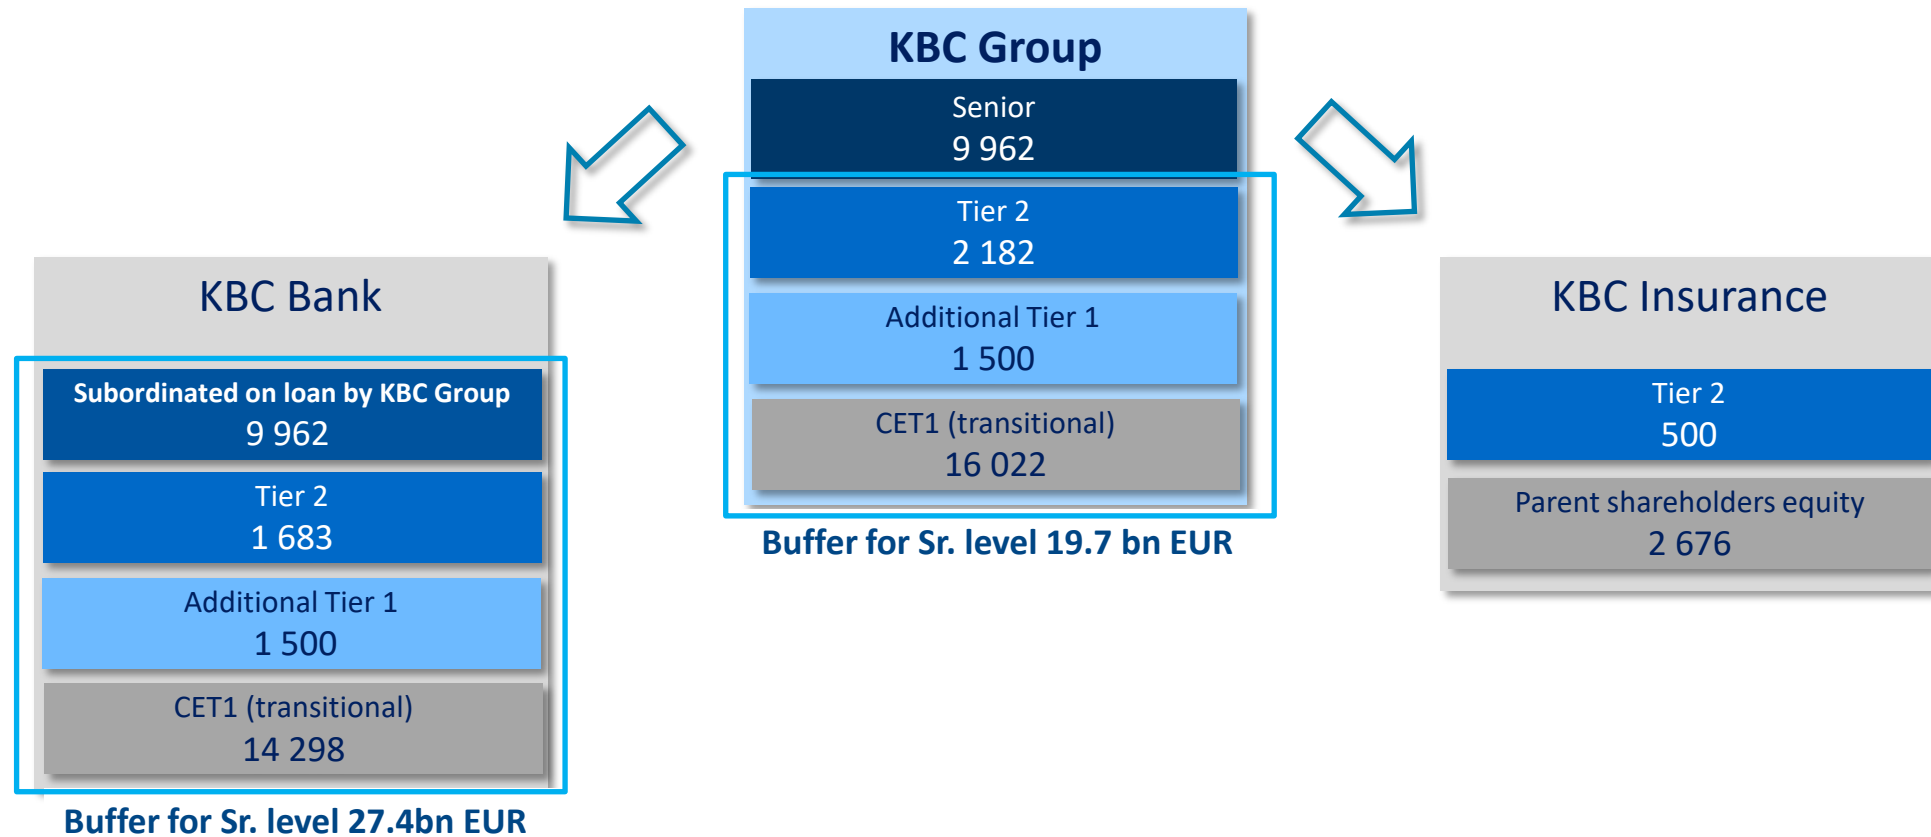 KBC Group
Senior
9 962
Tier 2
2 182
Additional Tier 1
1 500
CET1 (transitional)
16 022
Buffer for Sr. level 19.7 bn EUR
KBC Bank
Subordinated on loan by KBC Group
9 962
Tier 2
1 683
Additional Tier 1
1 500
CET1 (transitional)
14 298
Buffer for Sr. level 27.4bn EUR
KBC Insurance
Tier 2
500
Parent shareholders equity
2 676